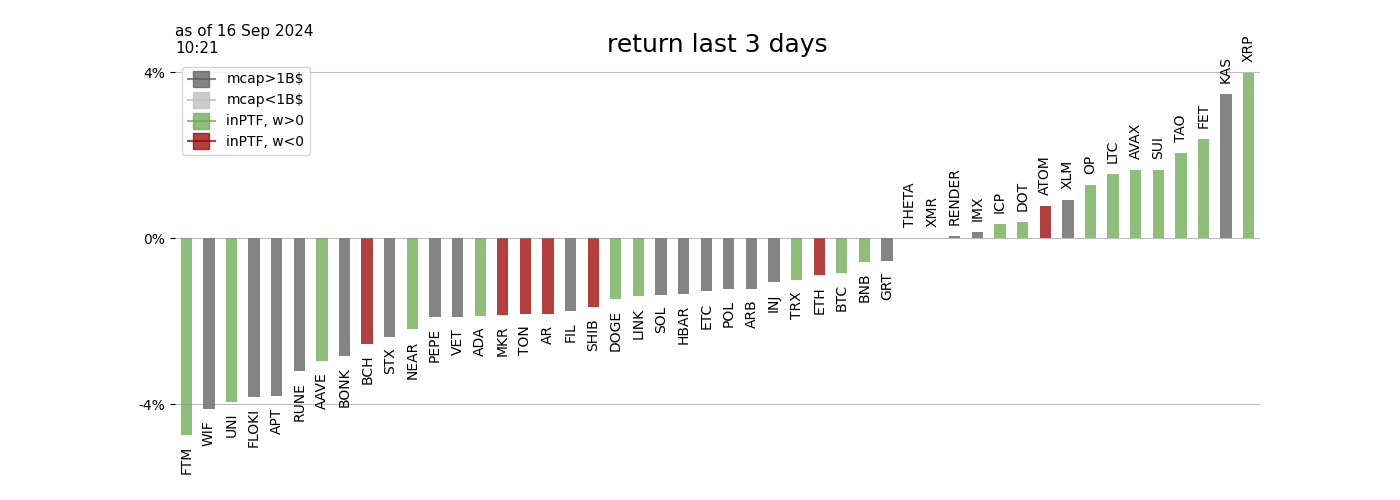 as of 16 Sep 2024
10:21
return last 3 days
mcap>1B$
mcap<1B$
inPTF, w>0
inPTF, w<0
4%
0%
-4%
FTM
WIF
UNI
FLOKI
APT
RUNE
AAVE
BONK
BCH
STX
NEAR
PEPE
VET
ADA
MKR
TON
AR
FIL
SHIB
DOGE
LINK
SOL
HBAR
ETC
POL
ARB
INJ
TRX
ETH
BTC
BNB
GRT
THETA
XMR
RENDER
IMX
ICP
DOT
ATOM
XLM
OP
LTC
AVAX
SUI
TAO
FET
KAS
XRP